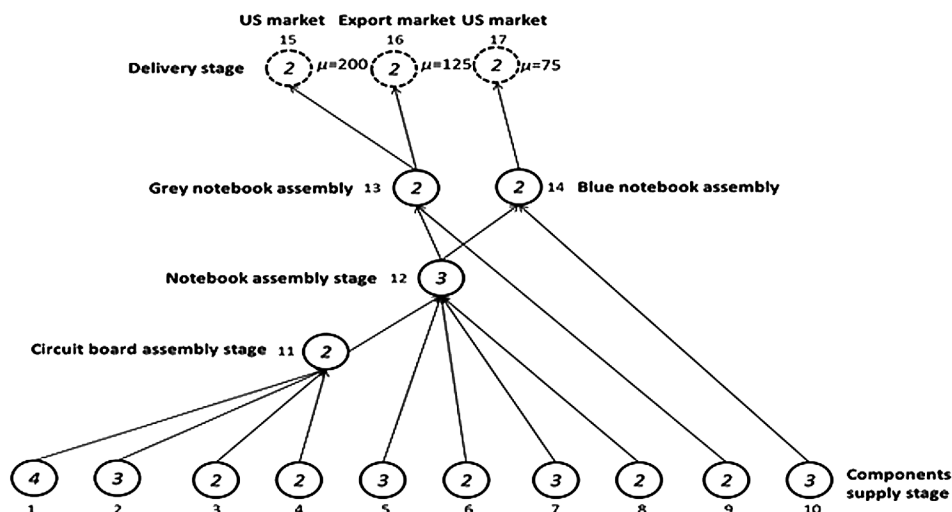 US market Export market US market
15 16 17
Delivery stage 2 μ=200 2 μ=125 2 μ=75
Grey notebook assembly 13 2 2 14 Blue notebook assembly
Notebook assembly stage 12 3
Circuit board assembly stage 11 2
4 3 2 2 3 2 3 2 2 3 Components
supply stage
1 2 3 4 5 6 7 8 9 10